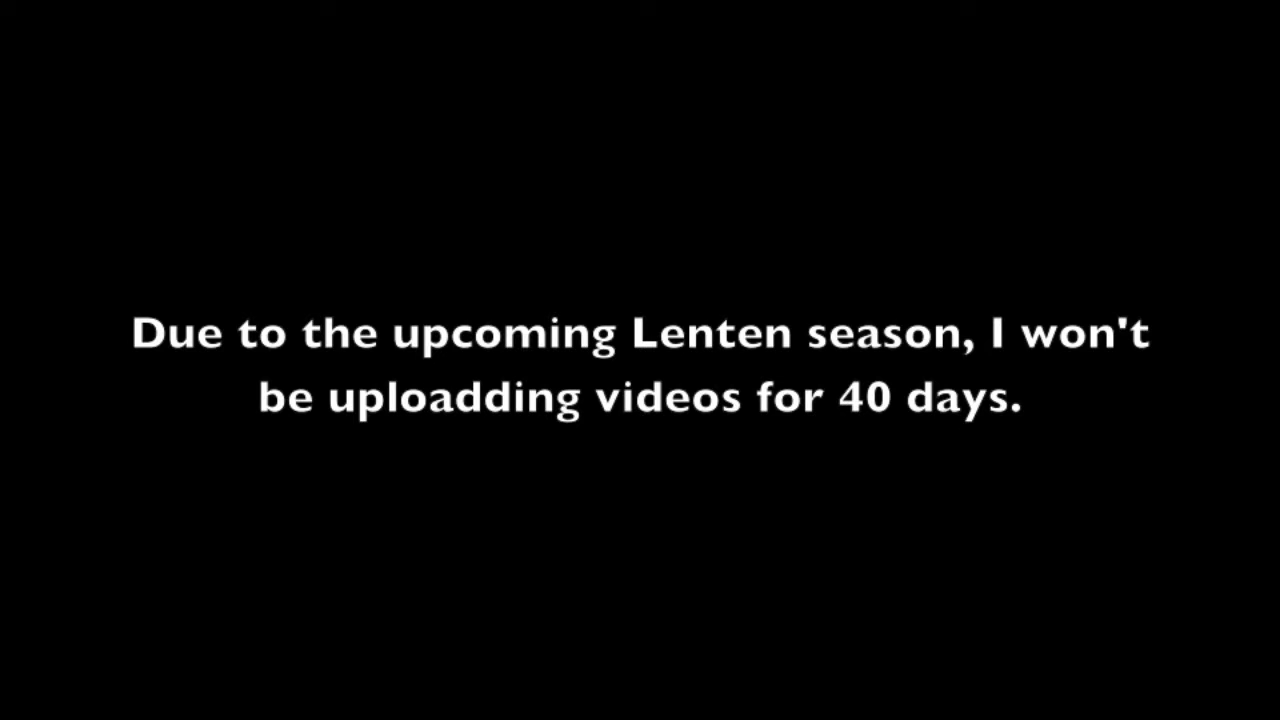 Due to the upcoming Lenten season, I won't
be uploadding videos for 40 days.